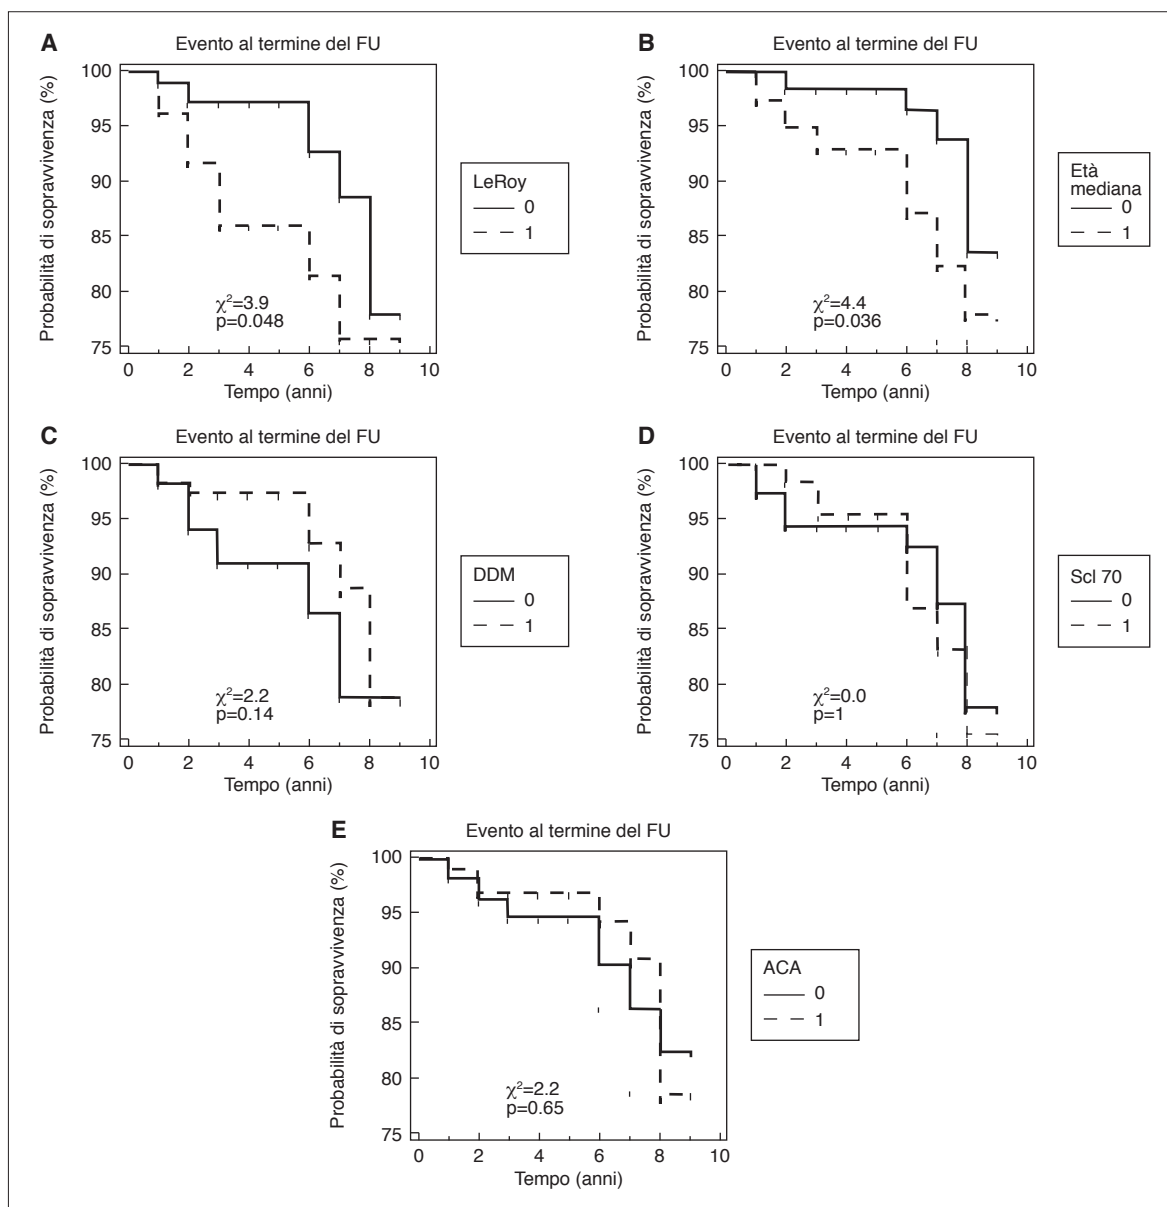 A
Evento al termine del FU
Probabilità di sopravvivenza (%)
100
95
90
85
80
75
χ²=3.9
p=0.048
0 2 4 6 8 10
Tempo (anni)
LeRoy
0
1
B
Evento al termine del FU
Probabilità di sopravvivenza (%)
100
95
90
85
80
75
χ²=4.4
p=0.036
0 2 4 6 8 10
Tempo (anni)
Età
mediana
0
1
C
Evento al termine del FU
Probabilità di sopravvivenza (%)
100
95
90
85
80
75
χ²=2.2
p=0.14
0 2 4 6 8 10
Tempo (anni)
DDM
0
1
D
Evento al termine del FU
Probabilità di sopravvivenza (%)
100
95
90
85
80
75
χ²=0.0
p=1
0 2 4 6 8 10
Tempo (anni)
Scl 70
0
1
E
Evento al termine del FU
Probabilità di sopravvivenza (%)
100
95
90
85
80
75
χ²=2.2
p=0.65
0 2 4 6 8 10
Tempo (anni)
ACA
0
1